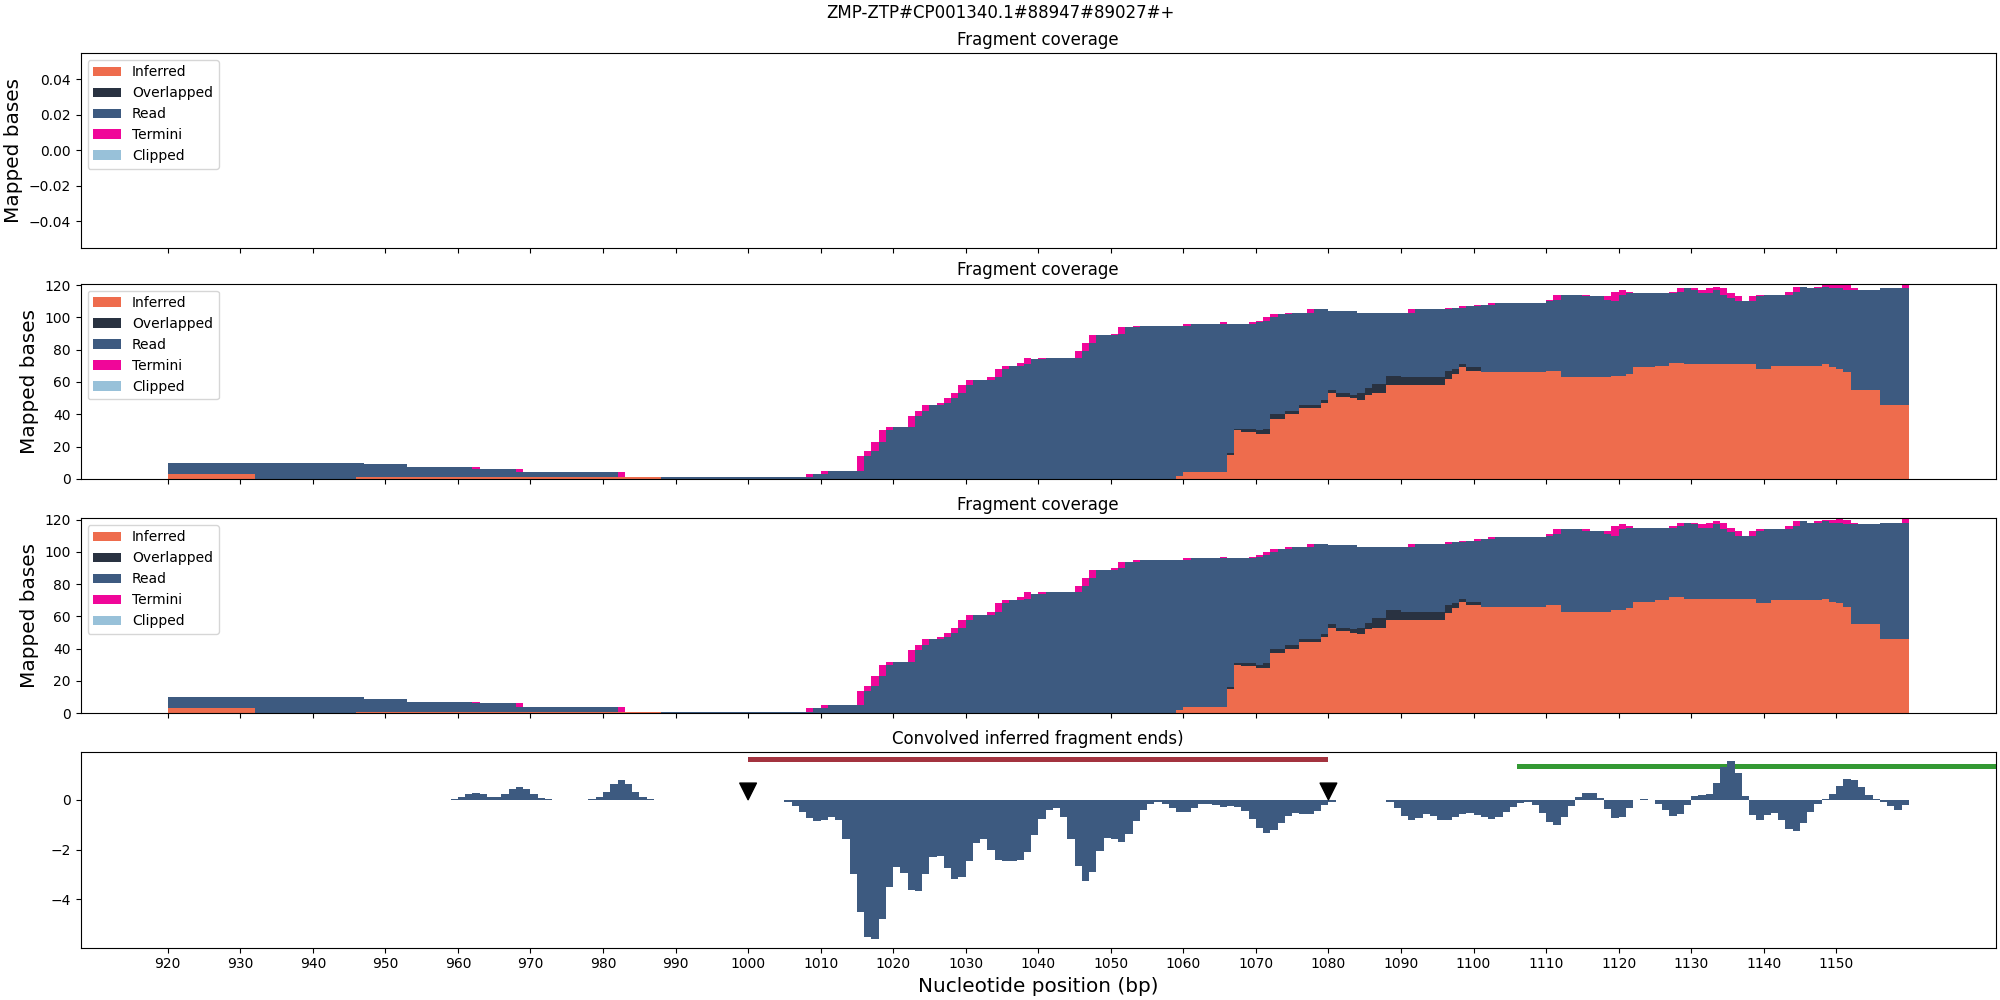 ZMP-ZTP#CP001340.1#88947#89027#+
Fragment coverage
Mapped bases
0.04
0.02
0.00
−0.02
−0.04
Inferred
Overlapped
Read
Termini
Clipped
Fragment coverage
Mapped bases
120
100
80
60
40
20
0
Inferred
Overlapped
Read
Termini
Clipped
Fragment coverage
Mapped bases
120
100
80
60
40
20
0
Inferred
Overlapped
Read
Termini
Clipped
Convolved inferred fragment ends)
0
−2
−4
920 930 940 950 960 970 980 990 1000 1010 1020 1030 1040 1050 1060 1070 1080 1090 1100 1110 1120 1130 1140 1150
Nucleotide position (bp)